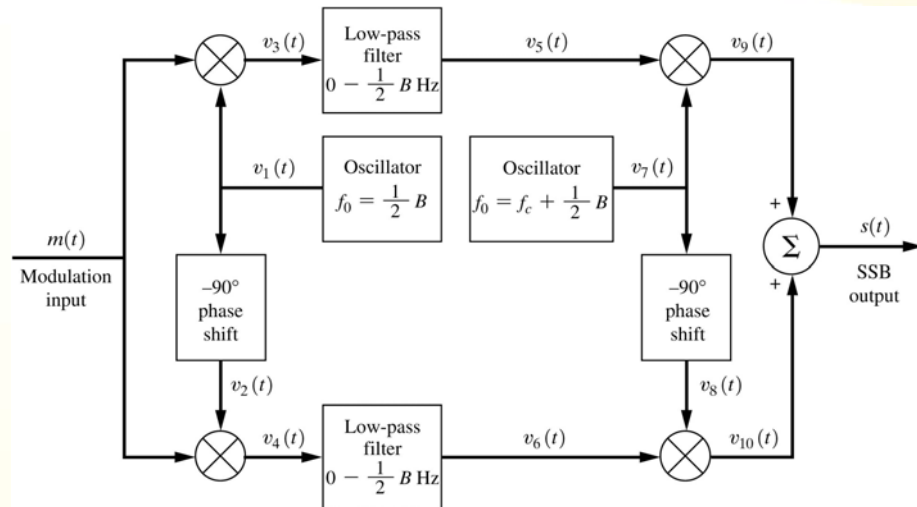 v₃(t)
Low-pass
filter
0 – 1/2 B Hz
v₅(t)
v₉(t)
v₁(t)
Oscillator
f₀ = 1/2 B
Oscillator
f₀ = f_c + 1/2 B
v₇(t)
m(t)
Modulation
input
–90°
phase
shift
–90°
phase
shift
+
Σ
+
s(t)
SSB
output
v₂(t)
v₈(t)
v₄(t)
Low-pass
filter
0 – 1/2 B Hz
v₆(t)
v₁₀(t)